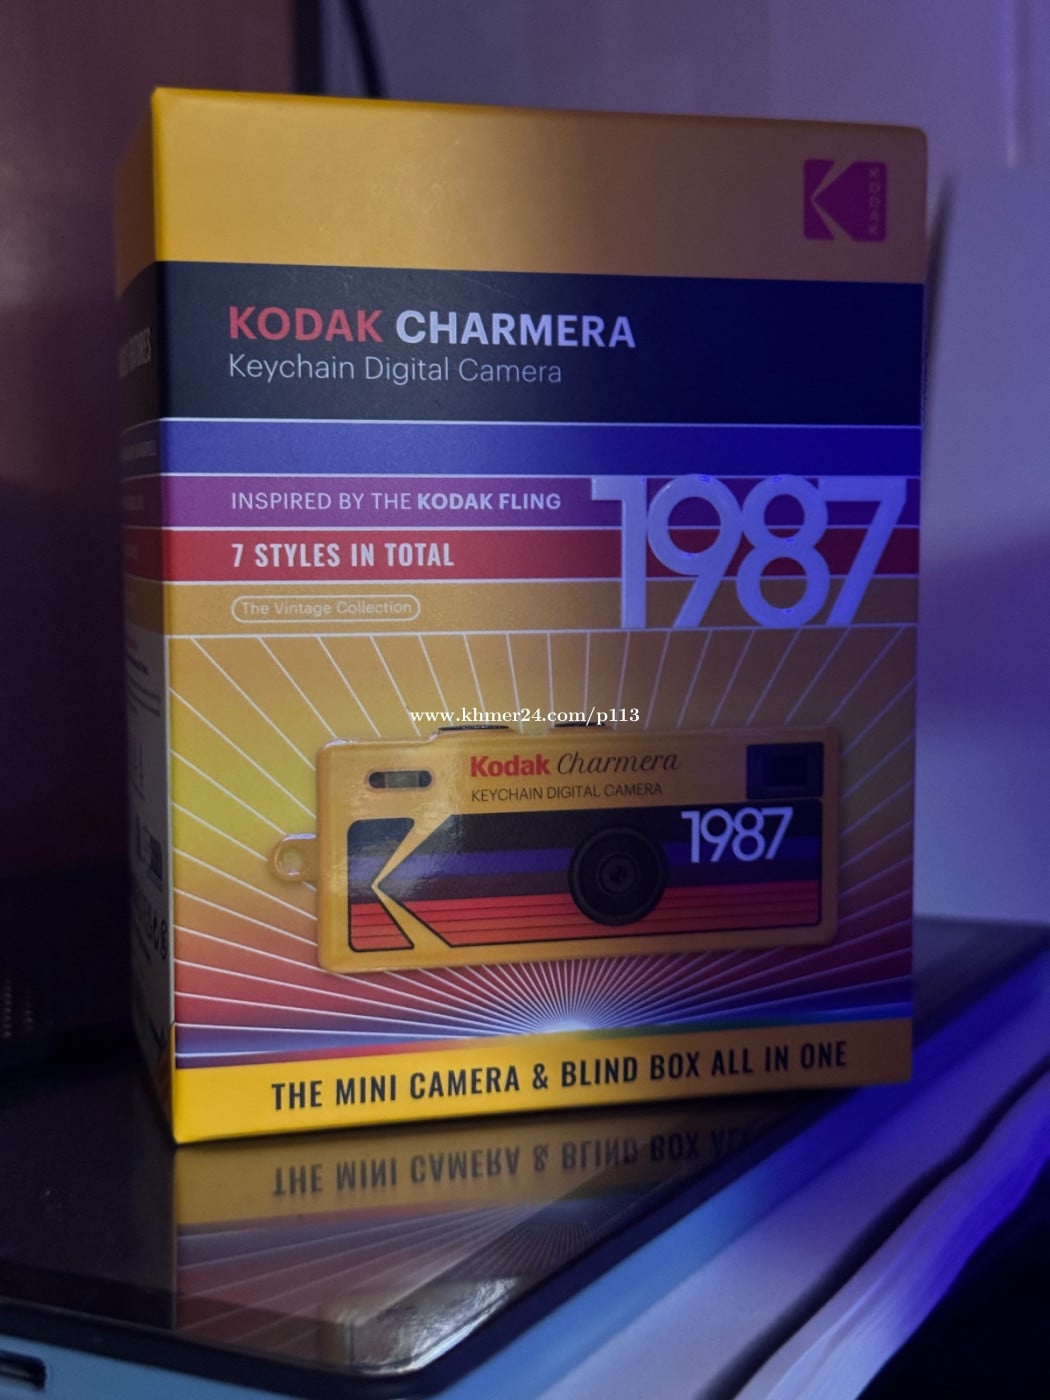 KODAK
KODAK CHARMERA
Keychain Digital Camera
INSPIRED BY THE KODAK FLING
1987
7 STYLES IN TOTAL
The Vintage Collection
www.khmer24.com/p113
Kodak Charmera
KEYCHAIN DIGITAL CAMERA
1987
THE MINI CAMERA & BLIND BOX ALL IN ONE